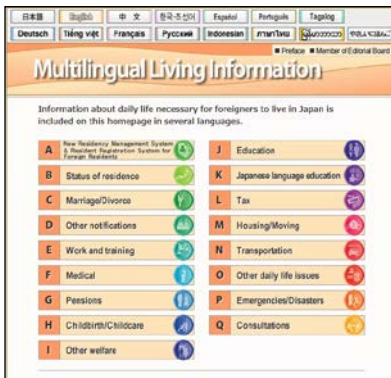 日本語 English 中 文 한국·조선어 Español Português Tagalog
Deutsch Tiếng việt Français Русский Indonesian ภาษาไทย
■ Preface ■ Member of Editorial Board
Multilingual Living Information
Information about daily life necessary for foreigners to live in Japan is
included on this homepage in several languages.
A New Residency Management System
& Resident Registration System for
Foreign Residents
B Status of residence
C Marriage/Divorce
D Other notifications
E Work and training
F Medical
G Pensions
H Childbirth/Childcare
I Other welfare
J Education
K Japanese language education
L Tax
M Housing/Moving
N Transportation
O Other daily life issues
P Emergencies/Disasters
Q Consultations